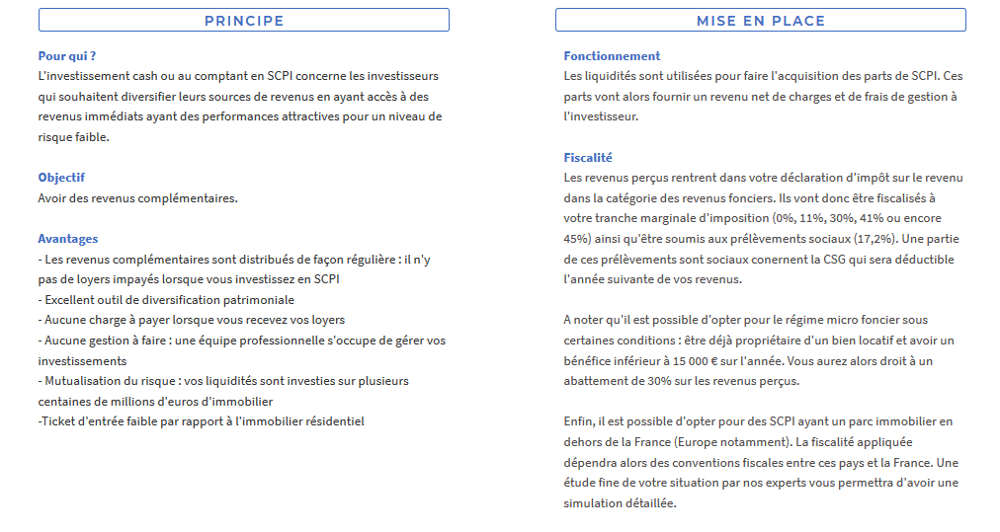 PRINCIPE
Pour qui ?
L'investissement cash ou au comptant en SCPI concerne les investisseurs
qui souhaitent diversifier leurs sources de revenus en ayant accès à des
revenus immédiats ayant des performances attractives pour un niveau de
risque faible.
Objectif
Avoir des revenus complémentaires.
Avantages
- Les revenus complémentaires sont distribués de façon régulière : il n'y
pas de loyers impayés lorsque vous investissez en SCPI
- Excellent outil de diversification patrimoniale
- Aucune charge à payer lorsque vous recevez vos loyers
- Aucune gestion à faire : une équipe professionnelle s'occupe de gérer vos
investissements
- Mutualisation du risque : vos liquidités sont investies sur plusieurs
centaines de millions d'euros d'immobilier
-Ticket d'entrée faible par rapport à l'immobilier résidentiel
MISE EN PLACE
Fonctionnement
Les liquidités sont utilisées pour faire l'acquisition des parts de SCPI. Ces
parts vont alors fournir un revenu net de charges et de frais de gestion à
l'investisseur.
Fiscalité
Les revenus perçus rentrent dans votre déclaration d'impôt sur le revenu
dans la catégorie des revenus fonciers. Ils vont donc être fiscalisés à
votre tranche marginale d'imposition (0%, 11%, 30%, 41% ou encore
45%) ainsi qu'être soumis aux prélèvements sociaux (17,2%). Une partie
de ces prélèvements sont sociaux conernent la CSG qui sera déductible
l'année suivante de vos revenus.
A noter qu'il est possible d'opter pour le régime micro foncier sous
certaines conditions : être déjà propriétaire d'un bien locatif et avoir un
bénéfice inférieur à 15 000 € sur l'année. Vous aurez alors droit à un
abattement de 30% sur les revenus perçus.
Enfin, il est possible d'opter pour des SCPI ayant un parc immobilier en
dehors de la France (Europe notamment). La fiscalité appliquée
dépendra alors des conventions fiscales entre ces pays et la France. Une
étude fine de votre situation par nos experts vous permettra d'avoir une
simulation détaillée.